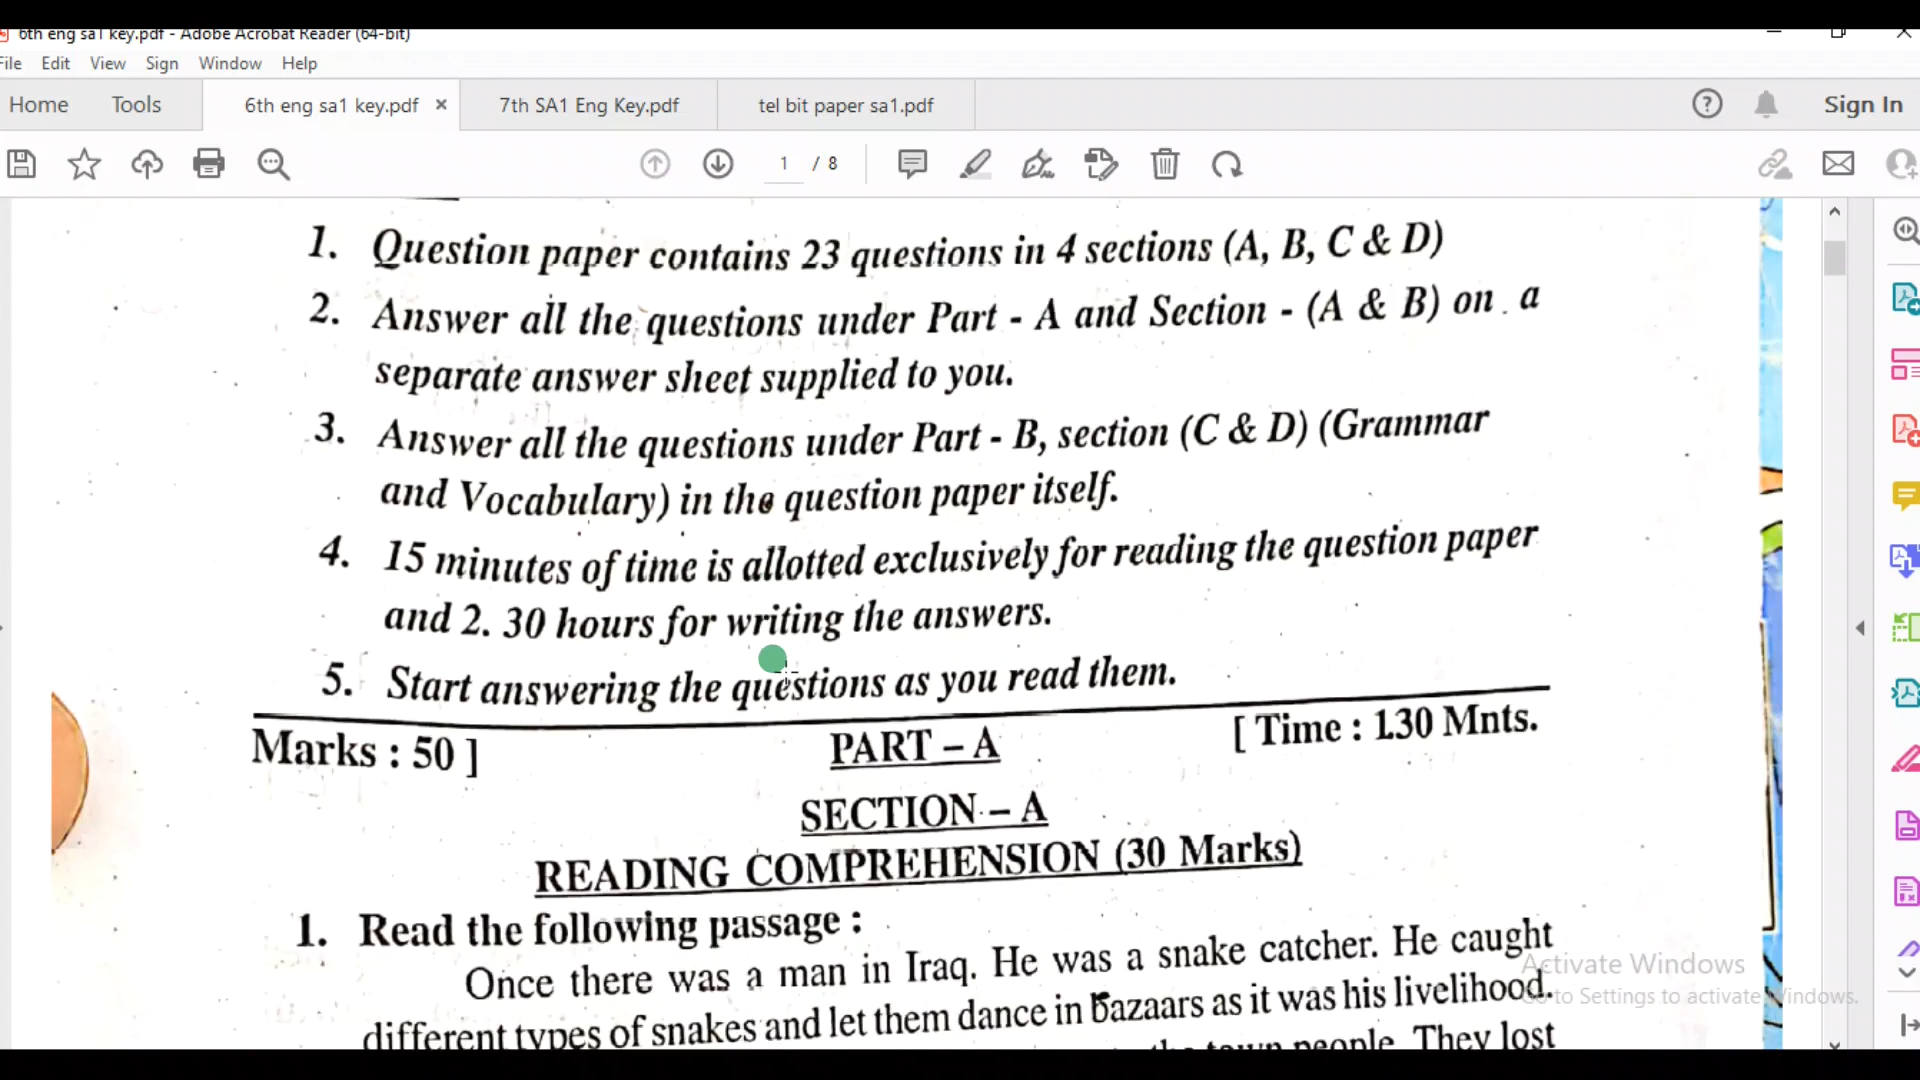 6th eng sa1 key.pdf - Adobe Acrobat Reader (64-bit)
File Edit View Sign Window Help
Home Tools 6th eng sa1 key.pdf × 7th SA1 Eng Key.pdf tel bit paper sa1.pdf Sign In
1 / 8
1. Question paper contains 23 questions in 4 sections (A, B, C & D)
2. Answer all the questions under Part - A and Section - (A & B) on a
separate answer sheet supplied to you.
3. Answer all the questions under Part - B, section (C & D) (Grammar
and Vocabulary) in the question paper itself.
4. 15 minutes of time is allotted exclusively for reading the question paper
and 2. 30 hours for writing the answers.
5. Start answering the questions as you read them.
Marks : 50 ] PART – A [ Time : 1.30 Mnts.
SECTION – A
READING COMPREHENSION (30 Marks)
1. Read the following passage :
Once there was a man in Iraq. He was a snake catcher. He caught
different types of snakes and let them dance in Bazaars as it was his livelihood.
the town people. They lost
Activate Windows
Go to Settings to activate Windows.